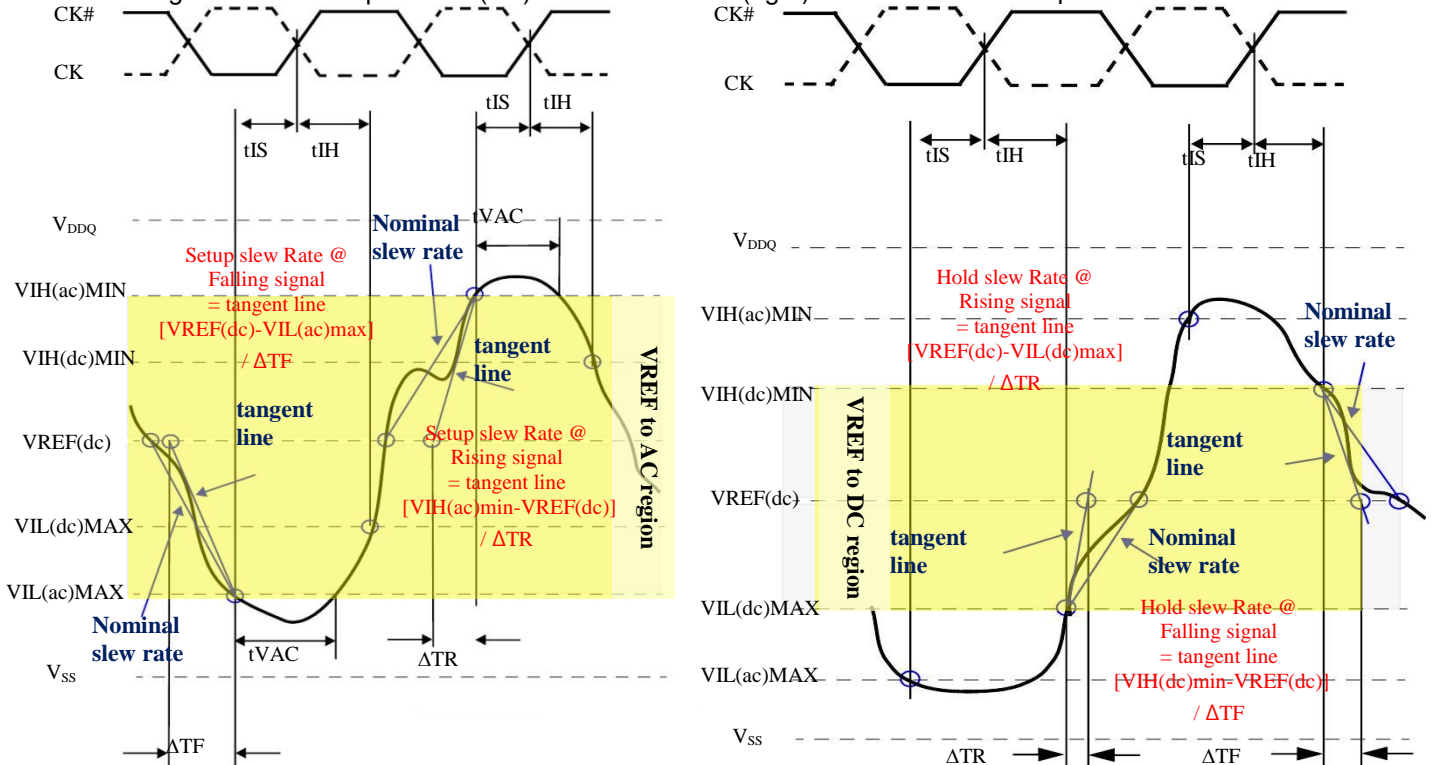 CK#
CK
tIS
tIH
tIS
tIH
VDDQ
Nominal
slew rate
tVAC
Setup slew Rate @
Falling signal
= tangent line
[VREF(dc)-VIL(ac)max]
/ ΔTF
VIH(ac)MIN
VIH(dc)MIN
tangent
line
tangent
line
VREF(dc)
Setup slew Rate @
Rising signal
= tangent line
[VIH(ac)min-VREF(dc)]
/ ΔTR
VREF to AC region
VIL(dc)MAX
VIL(ac)MAX
Nominal
slew rate
tVAC
ΔTR
VSS
ΔTF
CK#
CK
tIS
tIH
tIS
tIH
VDDQ
Hold slew Rate @
Rising signal
= tangent line
[VREF(dc)-VIL(dc)max]
/ ΔTR
VIH(ac)MIN
Nominal
slew rate
VIH(dc)MIN
VREF to DC region
tangent
line
VREF(dc)
tangent
line
Nominal
slew rate
VIL(dc)MAX
Hold slew Rate @
Falling signal
= tangent line
[VIH(dc)min-VREF(dc)]
/ ΔTF
VIL(ac)MAX
VSS
ΔTR
ΔTF